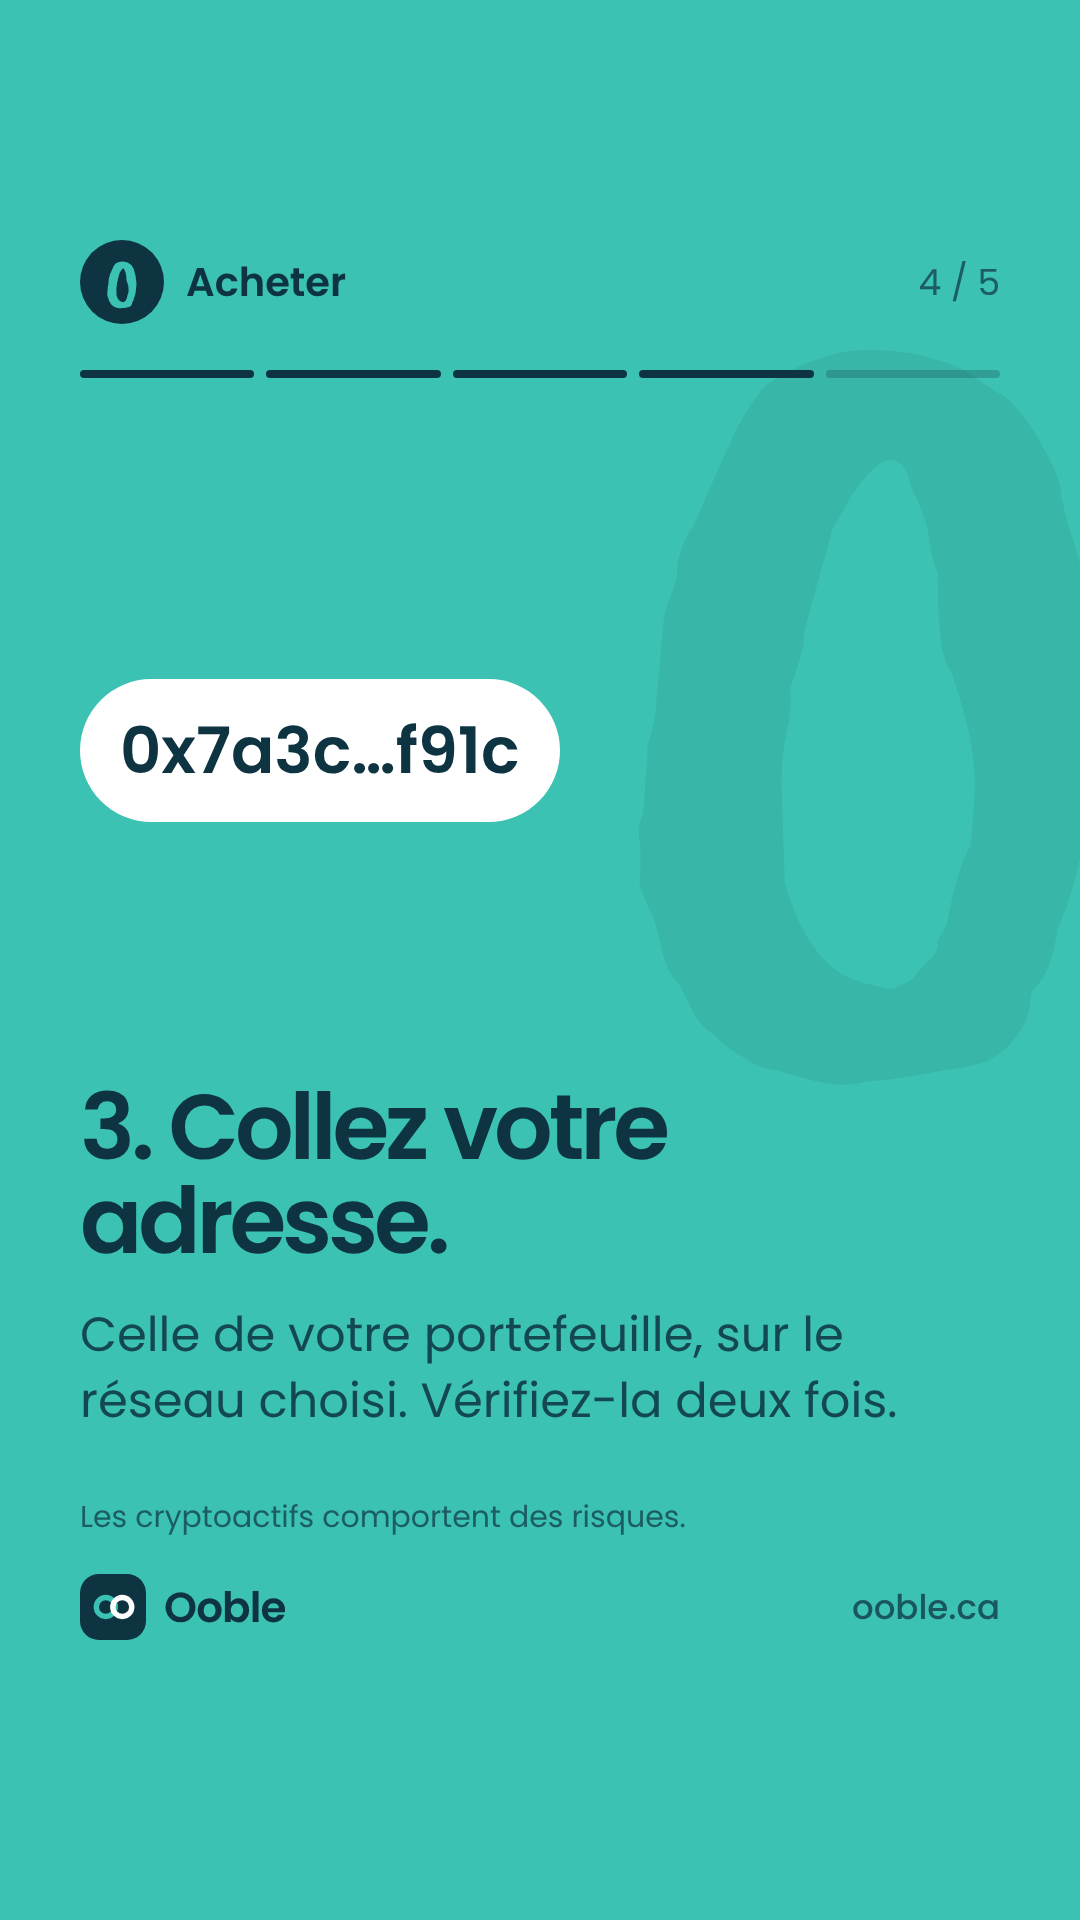 Acheter
4 / 5
0x7a3c...f91c
3. Collez votre
adresse.
Celle de votre portefeuille, sur le
réseau choisi. Vérifiez-la deux fois.
Les cryptoactifs comportent des risques.
Ooble
ooble.ca